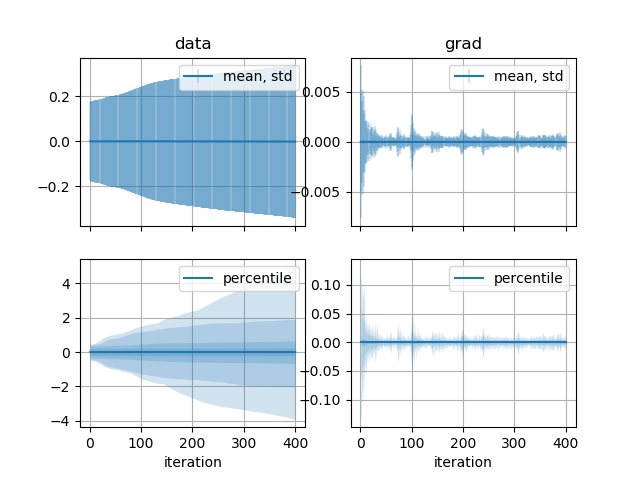 data
grad
mean, std
mean, std
0.2
0.0
−0.2
0.005
0.000
−0.005
percentile
percentile
4
2
0
−2
−4
0.10
0.05
0.00
−0.05
−0.10
0 100 200 300 400
0 100 200 300 400
iteration
iteration